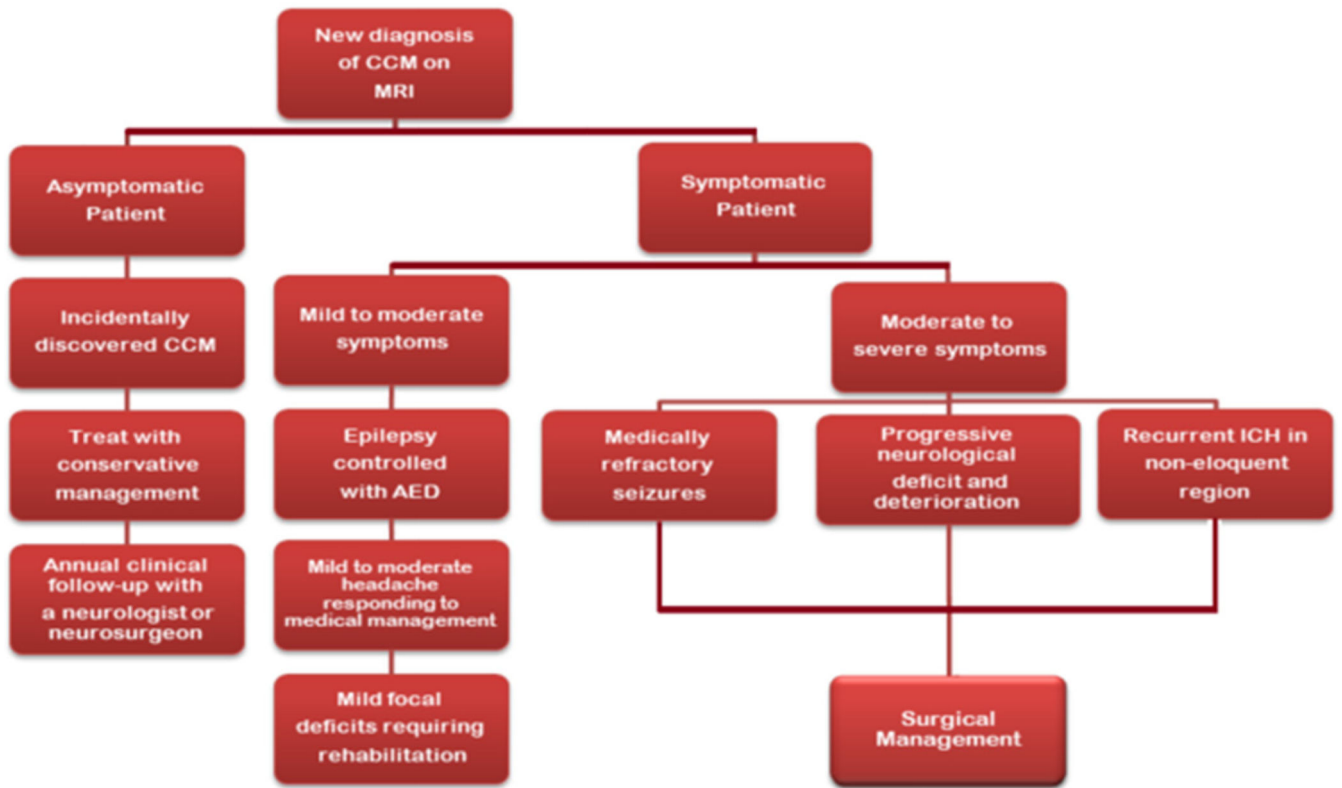 New diagnosis
of CCM on
MRI
Asymptomatic
Patient
Symptomatic
Patient
Incidentally
discovered CCM
Mild to moderate
symptoms
Moderate to
severe symptoms
Treat with
conservative
management
Epilepsy
controlled
with AED
Medically
refractory
seizures
Progressive
neurological
deficit and
deterioration
Recurrent ICH in
non-eloquent
region
Annual clinical
follow-up with
a neurologist or
neurosurgeon
Mild to moderate
headache
responding to
medical management
Mild focal
deficits requiring
rehabilitation
Surgical
Management